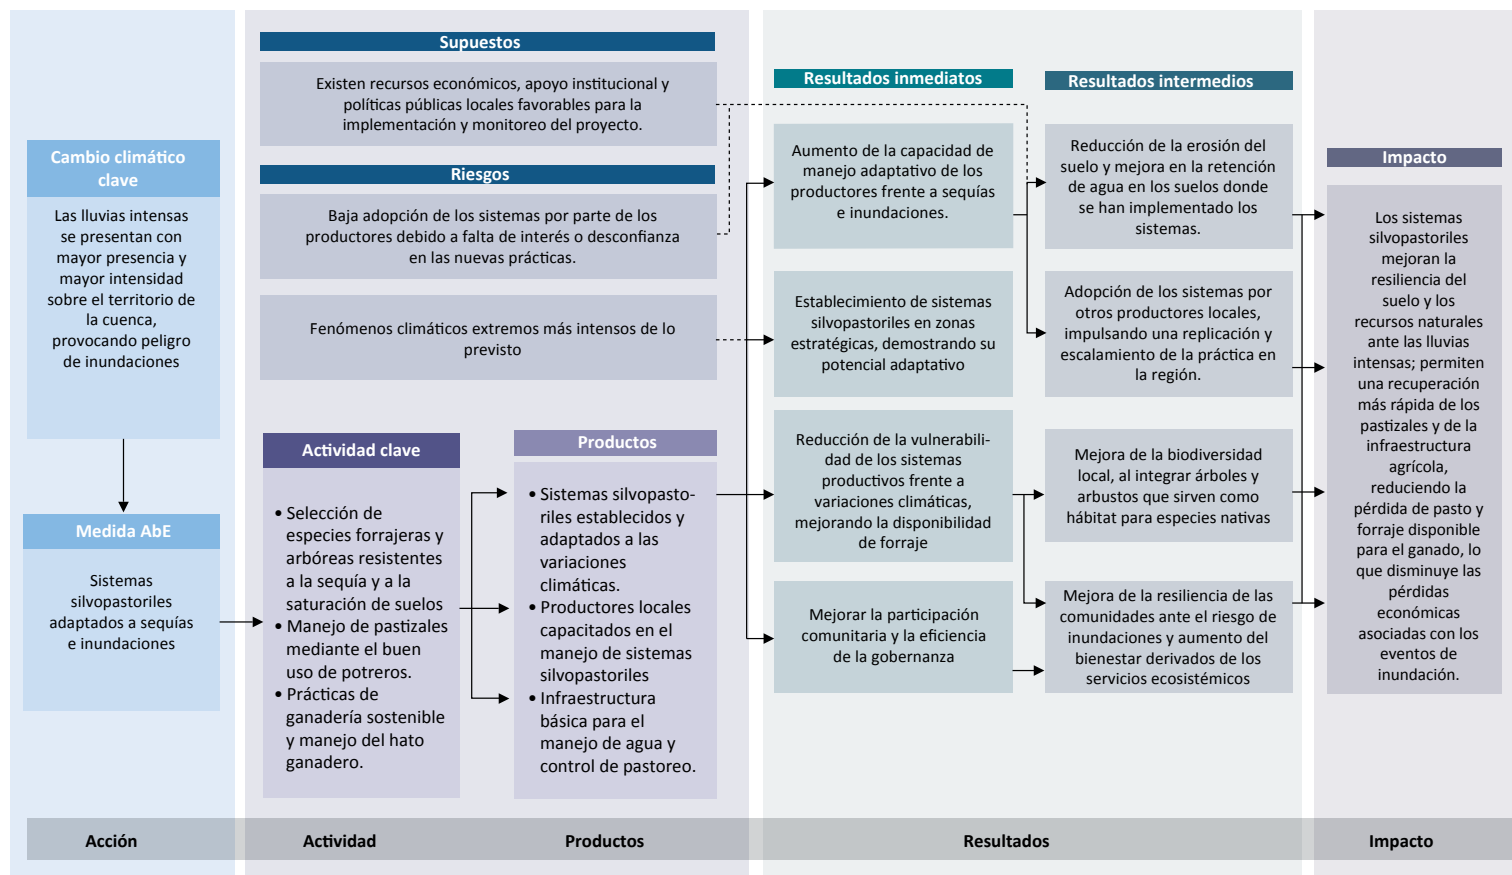 Cambio climático
clave
Las lluvias intensas
se presentan con
mayor presencia y
mayor intensidad
sobre el territorio de
la cuenca,
provocando peligro
de inundaciones
Medida AbE
Sistemas
silvopastoriles
adaptados a sequías
e inundaciones
Supuestos
Existen recursos económicos, apoyo institucional y
políticas públicas locales favorables para la
implementación y monitoreo del proyecto.
Riesgos
Baja adopción de los sistemas por parte de los
productores debido a falta de interés o desconfianza
en las nuevas prácticas.
Fenómenos climáticos extremos más intensos de lo
previsto
Actividad clave
• Selección de
especies forrajeras y
arbóreas resistentes
a la sequía y a la
saturación de suelos
• Manejo de pastizales
mediante el buen
uso de potreros.
• Prácticas de
ganadería sostenible
y manejo del hato
ganadero.
Productos
• Sistemas silvopasto-
riles establecidos y
adaptados a las
variaciones
climáticas.
• Productores locales
capacitados en el
manejo de sistemas
silvopastoriles
• Infraestructura
básica para el
manejo de agua y
control de pastoreo.
Resultados inmediatos
Aumento de la capacidad de
manejo adaptativo de los
productores frente a sequías
e inundaciones.
Establecimiento de sistemas
silvopastoriles en zonas
estratégicas, demostrando su
potencial adaptativo
Reducción de la vulnerabili-
dad de los sistemas
productivos frente a
variaciones climáticas,
mejorando la disponibilidad
de forraje
Mejorar la participación
comunitaria y la eficiencia
de la gobernanza
Resultados intermedios
Reducción de la erosión del
suelo y mejora en la retención
de agua en los suelos donde
se han implementado los
sistemas.
Adopción de los sistemas por
otros productores locales,
impulsando una replicación y
escalamiento de la práctica en
la región.
Mejora de la biodiversidad
local, al integrar árboles y
arbustos que sirven como
hábitat para especies nativas
Mejora de la resiliencia de las
comunidades ante el riesgo de
inundaciones y aumento del
bienestar derivados de los
servicios ecosistémicos
Impacto
Los sistemas
silvopastoriles
mejoran la
resiliencia del
suelo y los
recursos naturales
ante las lluvias
intensas; permiten
una recuperación
más rápida de los
pastizales y de la
infraestructura
agrícola,
reduciendo la
pérdida de pasto y
forraje disponible
para el ganado, lo
que disminuye las
pérdidas
económicas
asociadas con los
eventos de
inundación.
Acción
Actividad
Productos
Resultados
Impacto